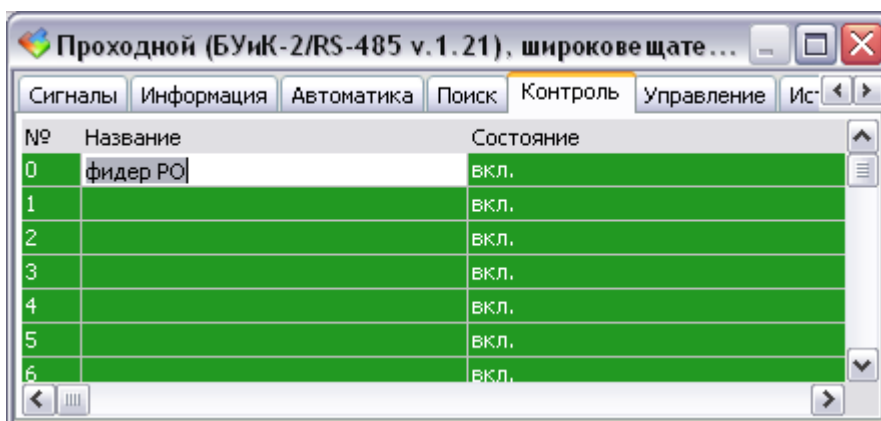 Проходной (БУиК-2/RS-485 v.1.21), широковещате...
Сигналы Информация Автоматика Поиск Контроль Управление Ис
№ Название Состояние
0 фидер РО вкл.
1 вкл.
2 вкл.
3 вкл.
4 вкл.
5 вкл.
6 вкл.